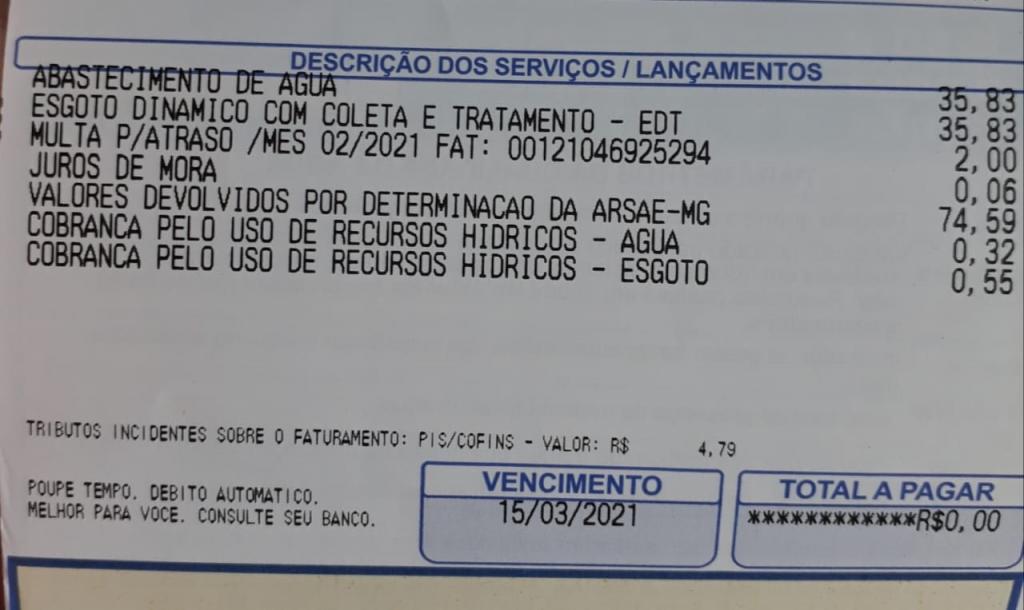 DESCRIÇÃO DOS SERVIÇOS / LANÇAMENTOS
ABASTECIMENTO DE AGUA 35,83
ESGOTO DINAMICO COM COLETA E TRATAMENTO - EDT 35,83
MULTA P/ATRASO /MES 02/2021 FAT: 00121046925294 2,00
JUROS DE MORA 0,06
VALORES DEVOLVIDOS POR DETERMINACAO DA ARSAE-MG 74,59
COBRANCA PELO USO DE RECURSOS HIDRICOS - AGUA 0,32
COBRANCA PELO USO DE RECURSOS HIDRICOS - ESGOTO 0,55
TRIBUTOS INCIDENTES SOBRE O FATURAMENTO: PIS/COFINS - VALOR: R$ 4,79
POUPE TEMPO. DEBITO AUTOMATICO.
MELHOR PARA VOCE. CONSULTE SEU BANCO.
VENCIMENTO
15/03/2021
TOTAL A PAGAR
************R$0,00